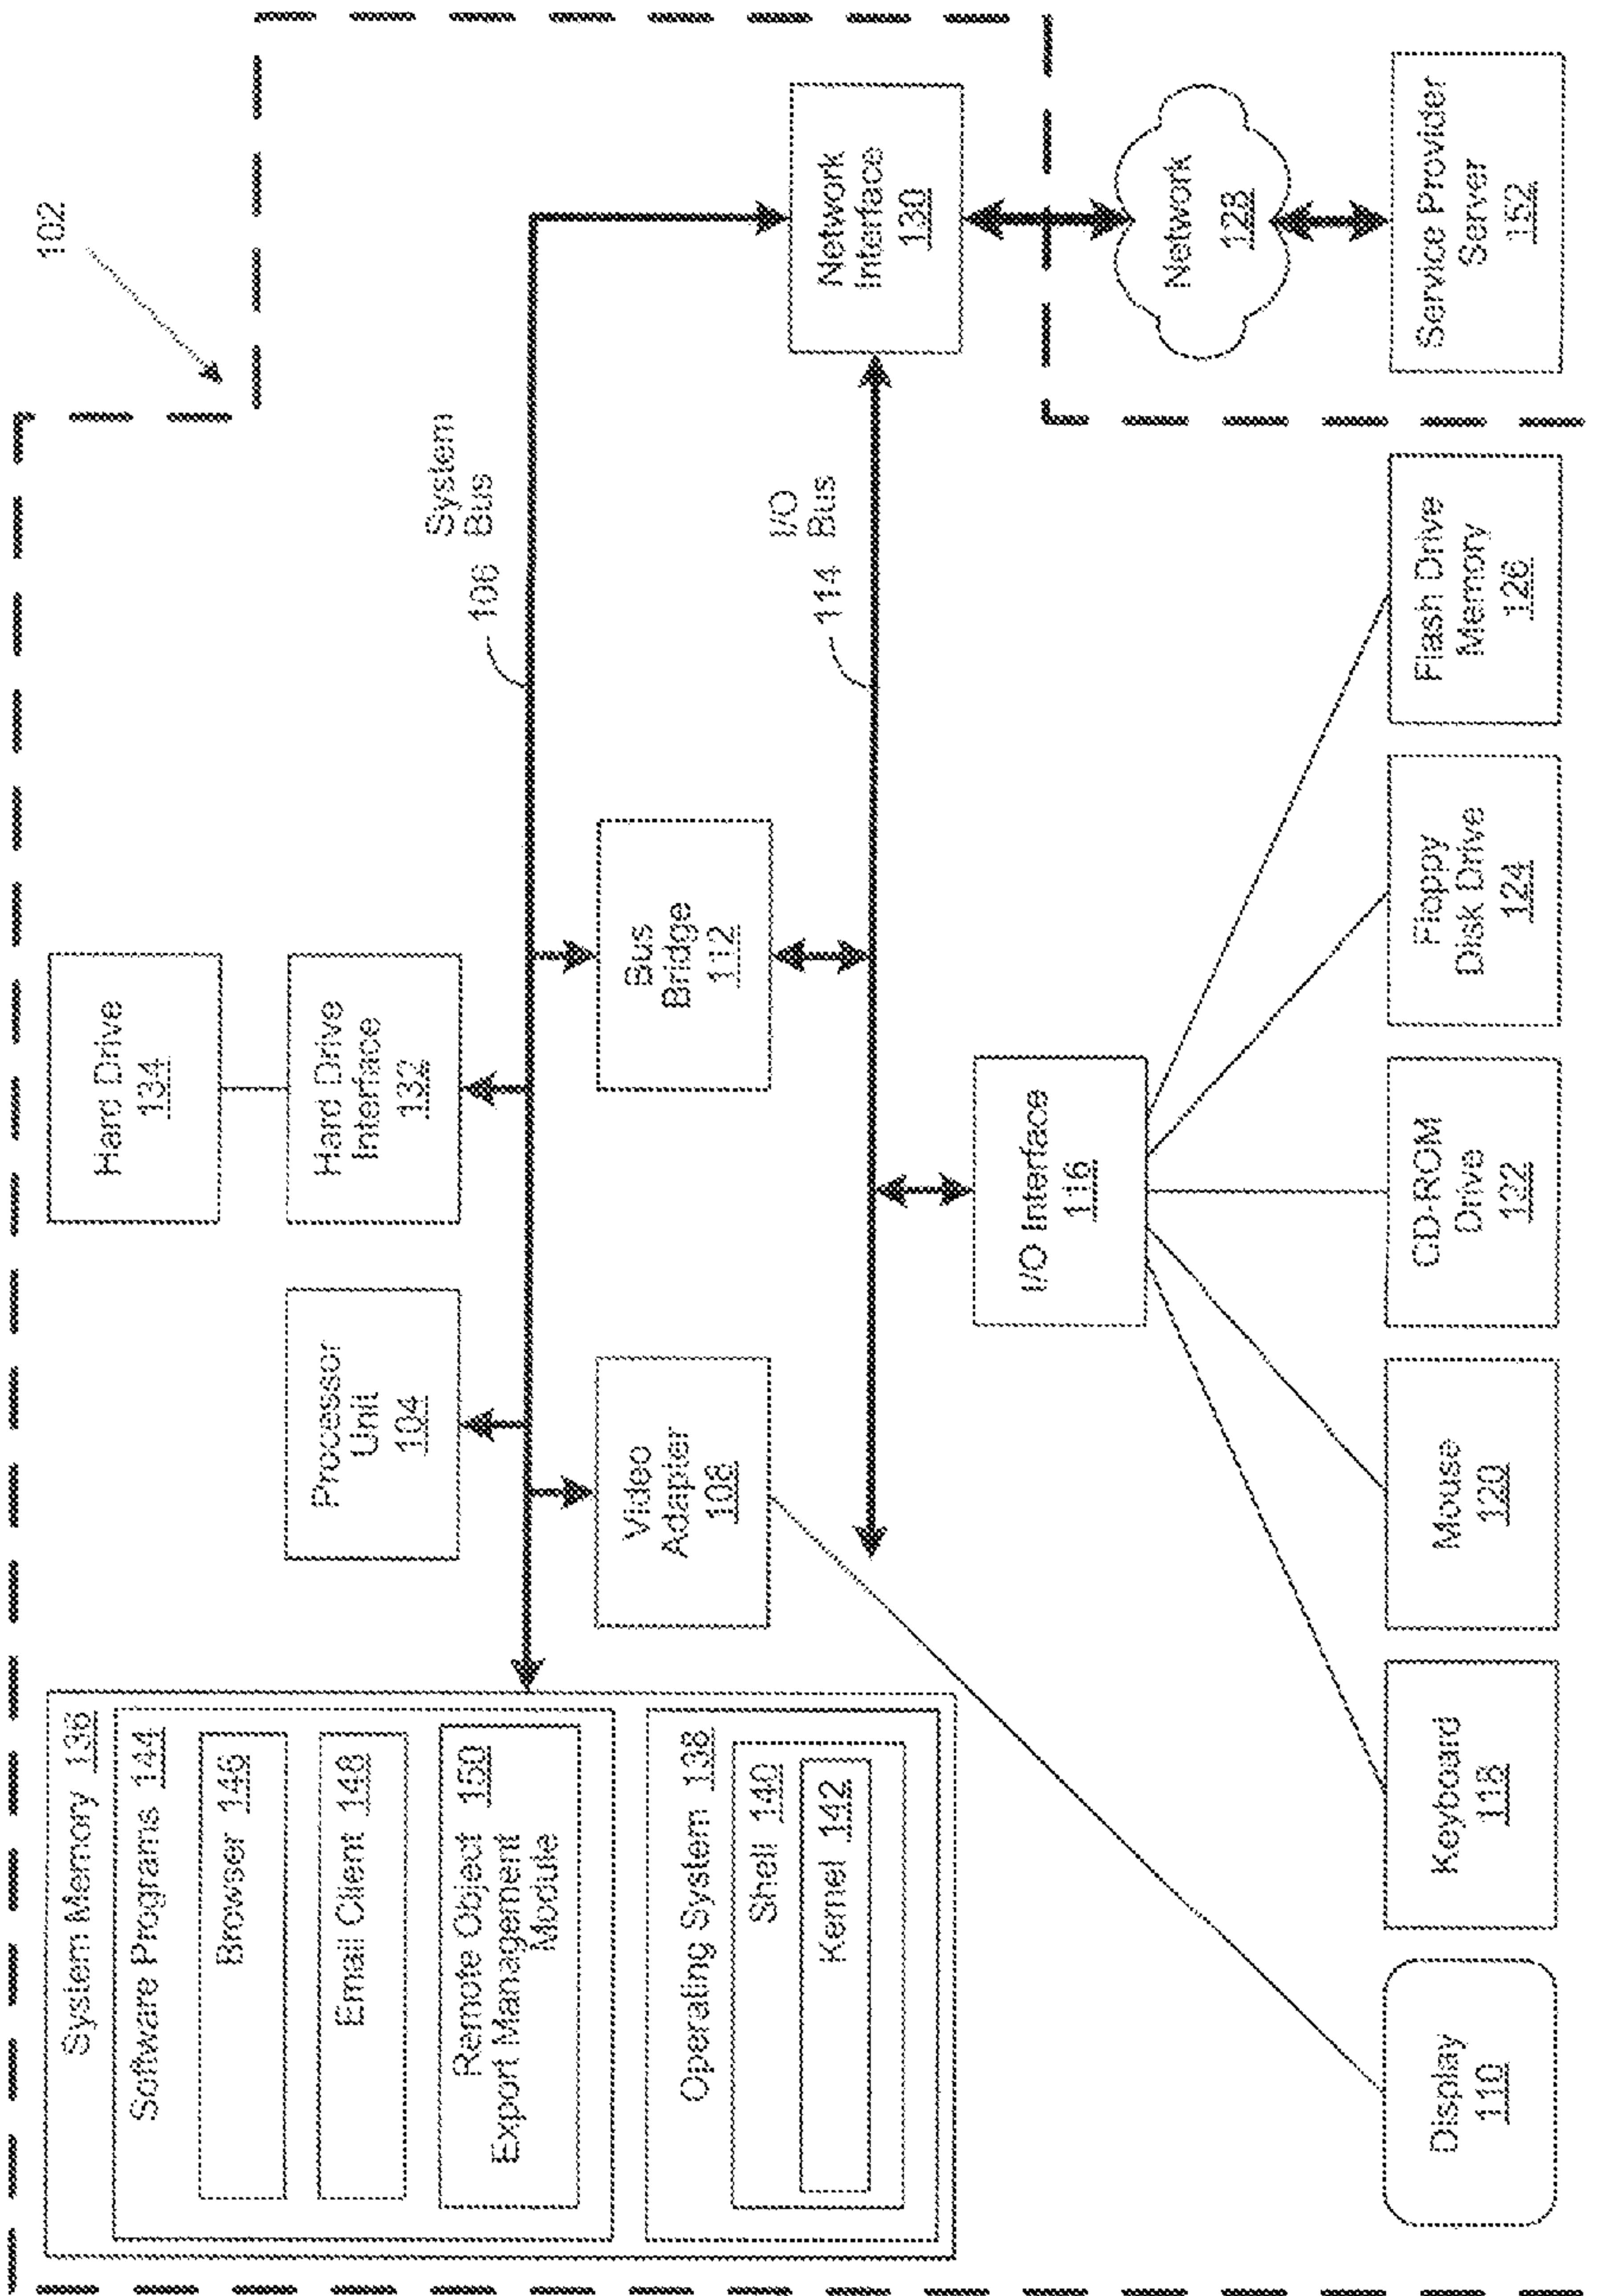 102
System Memory 136
Software Programs 144
Browser 146
Email Client 148
Remote Object 150
Export Management
Module
Operating System 138
Shell 140
Kernel 142
Hard Drive
134
Processor
Unit
104
Hard Drive
Interface
132
System
106 Bus
Video
Adapter
108
Bus
Bridge
112
I/O
114 Bus
Network
Interface
130
I/O Interface
116
Network
128
Display
110
Keyboard
118
Mouse
120
CD-ROM
Drive
122
Floppy
Disk Drive
124
Flash Drive
Memory
126
Service Provider
Server
152